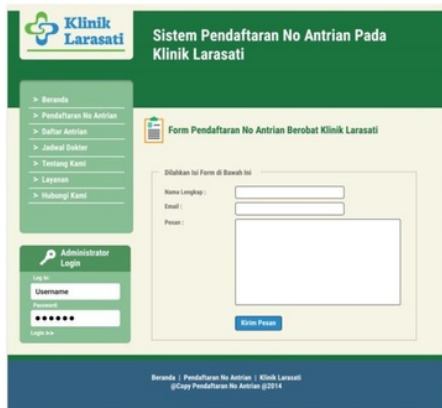 Klinik
Larasati
Sistem Pendaftaran No Antrian Pada
Klinik Larasati
> Beranda
> Pendaftaran No Antrian
> Daftar Antrian
> Jadwal Dokter
> Tentang Kami
> Layanan
> Hubungi Kami
Form Pendaftaran No Antrian Berobat Klinik Larasati
Dilahkan Isi Form di Bawah Ini
Nama Lengkap :
Email :
Pesan :
Kirim Pesan
Administrator
Login
Log In:
Username
Password:
●●●●●●
Login >>
Beranda | Pendaftaran No Antrian | Klinik Larasati
@Copy Pendaftaran No Antrian @2014